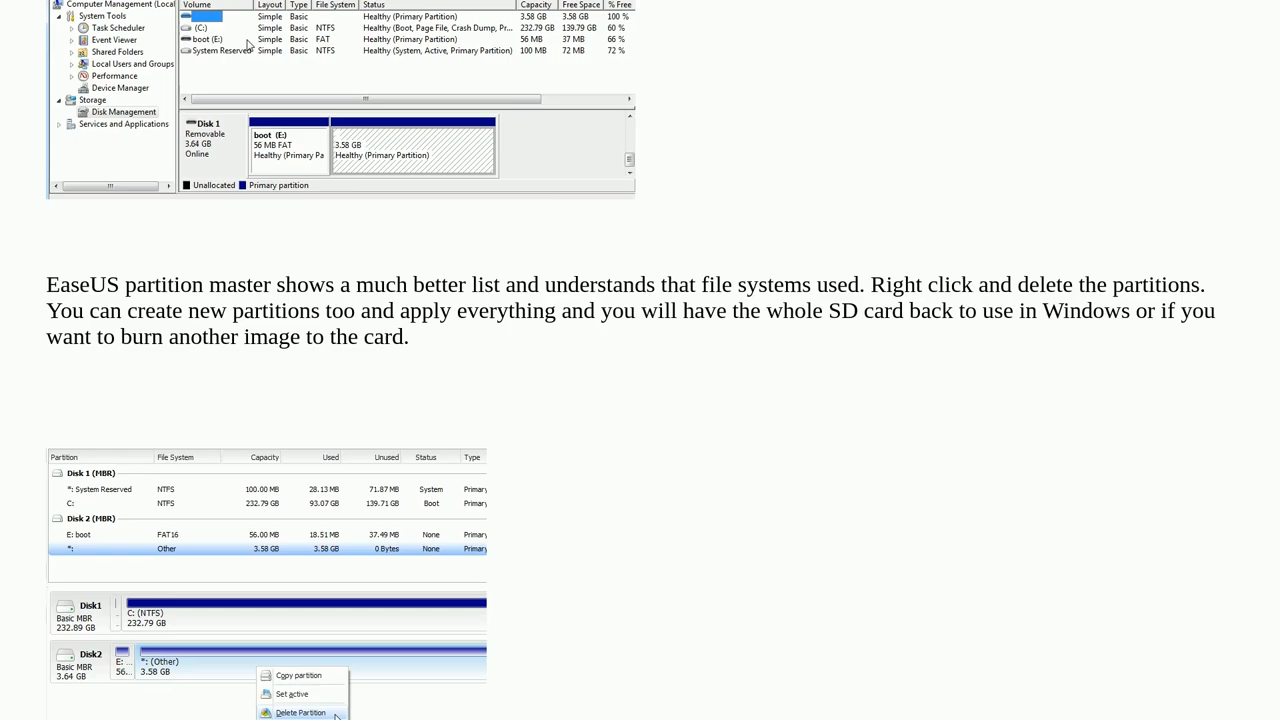 Computer Management (Local
System Tools
Task Scheduler
Event Viewer
Shared Folders
Local Users and Groups
Performance
Device Manager
Storage
Disk Management
Services and Applications
Volume Layout Type File System Status Capacity Free Space % Free
Simple Basic Healthy (Primary Partition) 3.58 GB 3.58 GB 100 %
(C:) Simple Basic NTFS Healthy (Boot, Page File, Crash Dump, Pr... 232.79 GB 139.79 GB 60 %
boot (E:) Simple Basic FAT Healthy (Primary Partition) 56 MB 37 MB 66 %
System Reserved Simple Basic NTFS Healthy (System, Active, Primary Partition) 100 MB 72 MB 72 %
Disk 1
Removable
3.64 GB
Online
boot (E:)
56 MB FAT
Healthy (Primary Pa
3.58 GB
Healthy (Primary Partition)
Unallocated Primary partition
EaseUS partition master shows a much better list and understands that file systems used. Right click and delete the partitions.
You can create new partitions too and apply everything and you will have the whole SD card back to use in Windows or if you
want to burn another image to the card.
Partition File System Capacity Used Unused Status Type
Disk 1 (MBR)
*: System Reserved NTFS 100.00 MB 28.13 MB 71.87 MB System Primary
C: NTFS 232.79 GB 93.07 GB 139.71 GB Boot Primary
Disk 2 (MBR)
E: boot FAT16 56.00 MB 18.51 MB 37.49 MB None Primary
*: Other 3.58 GB 3.58 GB 0 Bytes None Primary
Disk1
Basic MBR
232.89 GB
C: (NTFS)
232.79 GB
Disk2
Basic MBR
3.64 GB
E: ...
56...
*: (Other)
3.58 GB
Copy partition
Set active
Delete Partition